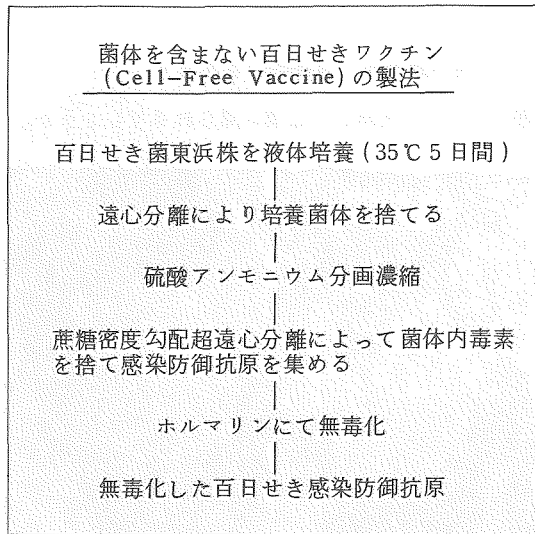 菌体を含まない百日せきワクチン
(Cell-Free Vaccine)の製法
百日せき菌東浜株を液体培養(35℃5日間)
遠心分離により培養菌体を捨てる
硫酸アンモニウム分画濃縮
蔗糖密度勾配超遠心分離によって菌体内毒素
を捨て感染防御抗原を集める
ホルマリンにて無毒化
無毒化した百日せき感染防御抗原